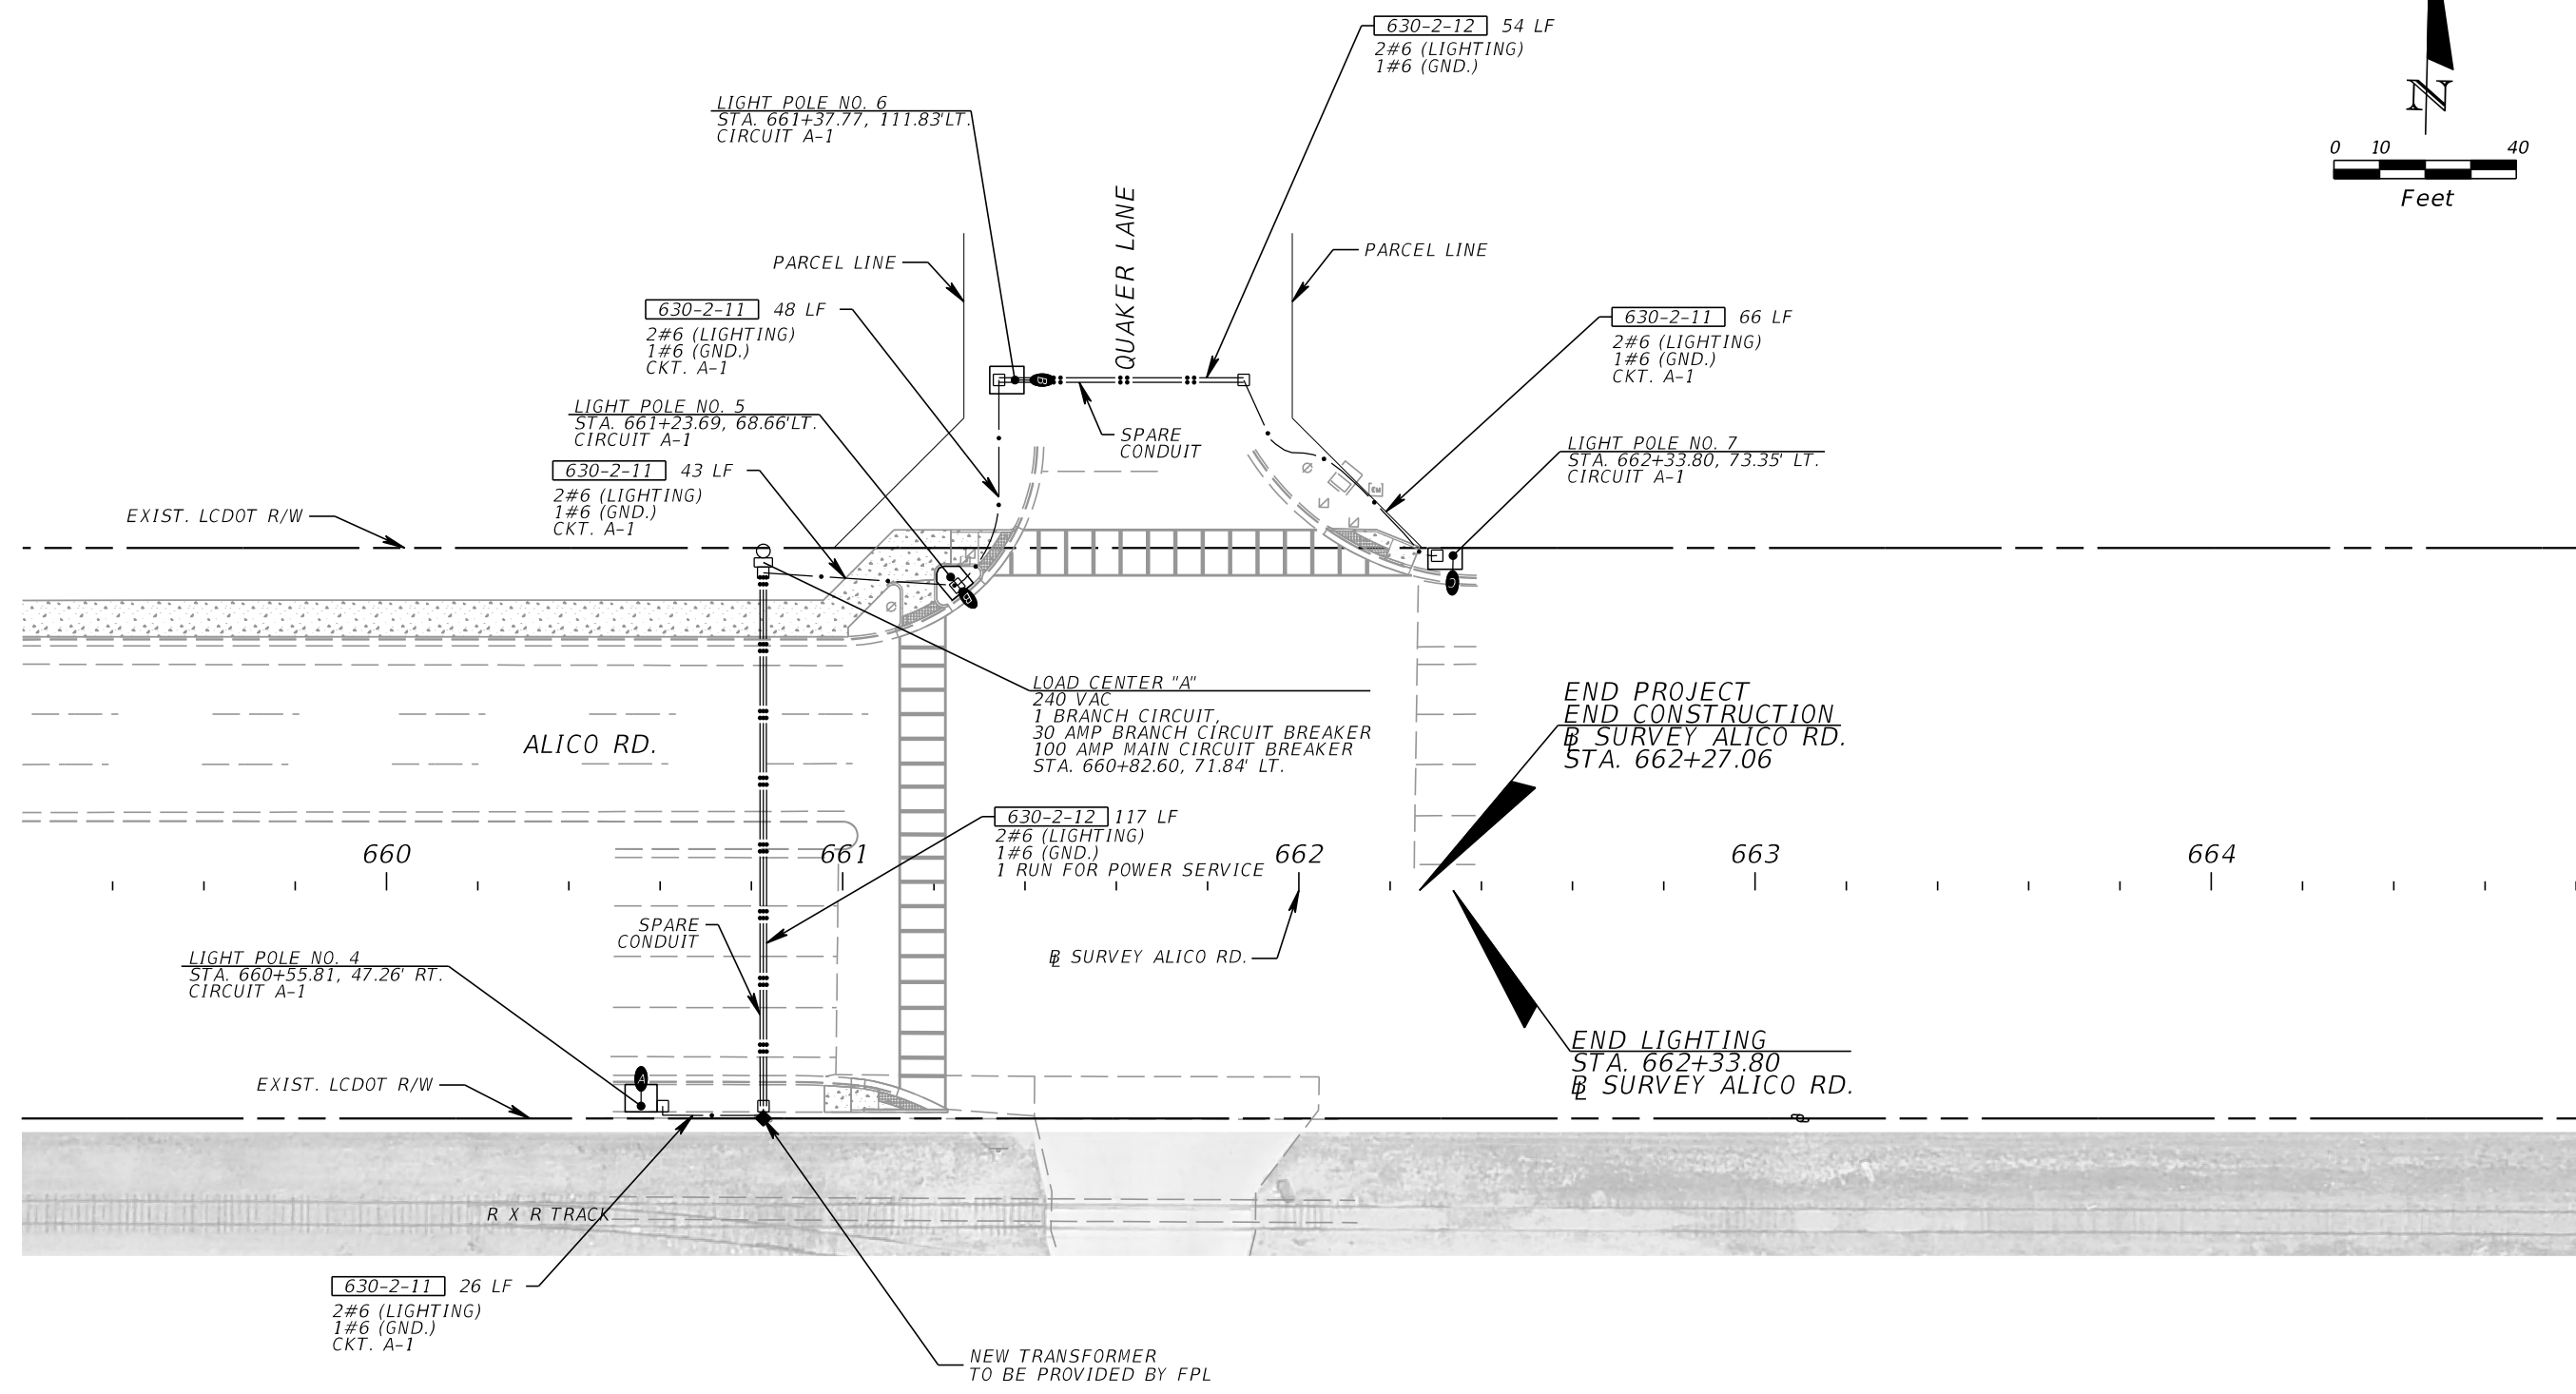 630-2-12 54 LF
2#6 (LIGHTING)
1#6 (GND.)
N
0 10 40
Feet
LIGHT POLE NO. 6
STA. 661+37.77, 111.83'LT.
CIRCUIT A-1
QUAKER LANE
PARCEL LINE
PARCEL LINE
630-2-11 48 LF
2#6 (LIGHTING)
1#6 (GND.)
CKT. A-1
630-2-11 66 LF
2#6 (LIGHTING)
1#6 (GND.)
CKT. A-1
B
LIGHT POLE NO. 5
STA. 661+23.69, 68.66'LT.
CIRCUIT A-1
SPARE
CONDUIT
LIGHT POLE NO. 7
STA. 662+33.80, 73.35' LT.
CIRCUIT A-1
630-2-11 43 LF
2#6 (LIGHTING)
1#6 (GND.)
CKT. A-1
EM
EXIST. LCDOT R/W
B
C
LOAD CENTER "A"
240 VAC
1 BRANCH CIRCUIT,
30 AMP BRANCH CIRCUIT BREAKER
100 AMP MAIN CIRCUIT BREAKER
STA. 660+82.60, 71.84' LT.
ALICO RD.
END PROJECT
END CONSTRUCTION
BL SURVEY ALICO RD.
STA. 662+27.06
630-2-12 117 LF
2#6 (LIGHTING)
1#6 (GND.)
1 RUN FOR POWER SERVICE
660 661 662 663 664
SPARE
CONDUIT
BL SURVEY ALICO RD.
LIGHT POLE NO. 4
STA. 660+55.81, 47.26' RT.
CIRCUIT A-1
END LIGHTING
STA. 662+33.80
BL SURVEY ALICO RD.
EXIST. LCDOT R/W
A
R X R TRACK
630-2-11 26 LF
2#6 (LIGHTING)
1#6 (GND.)
CKT. A-1
NEW TRANSFORMER
TO BE PROVIDED BY FPL